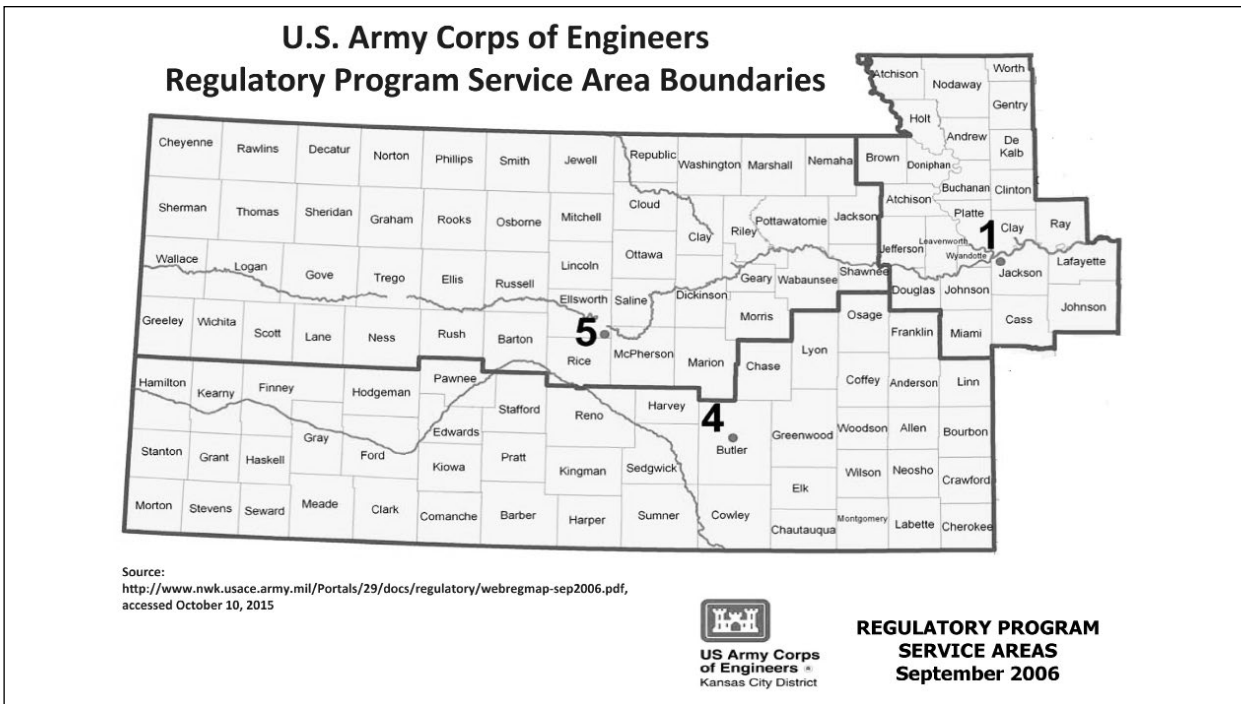 U.S. Army Corps of Engineers
Regulatory Program Service Area Boundaries
Atchison
Nodaway
Worth
Gentry
Holt
Andrew
De
Kalb
Cheyenne
Rawlins
Decatur
Norton
Phillips
Smith
Jewell
Republic
Washington
Marshall
Nemaha
Brown
Doniphan
Buchanan
Clinton
Sherman
Thomas
Sheridan
Graham
Rooks
Osborne
Mitchell
Cloud
Clay
Riley
Pottawatomie
Jackson
Atchison
Platte
1
Clay
Ray
Wallace
Logan
Gove
Trego
Ellis
Russell
Lincoln
Ottawa
Geary
Wabaunsee
Shawnee
Jefferson
Leavenworth
Wyandotte
Jackson
Lafayette
Greeley
Wichita
Scott
Lane
Ness
Rush
Barton
Ellsworth
5
Rice
Saline
Dickinson
Morris
McPherson
Marion
Chase
Lyon
Osage
Douglas
Johnson
Cass
Johnson
Franklin
Miami
Hamilton
Kearny
Finney
Hodgeman
Pawnee
Stafford
Reno
Harvey
4
Butler
Greenwood
Coffey
Anderson
Linn
Gray
Ford
Edwards
Woodson
Allen
Bourbon
Stanton
Grant
Haskell
Kiowa
Pratt
Kingman
Sedgwick
Elk
Wilson
Neosho
Crawford
Morton
Stevens
Seward
Meade
Clark
Comanche
Barber
Harper
Sumner
Cowley
Chautauqua
Montgomery
Labette
Cherokee
Source:
http://www.nwk.usace.army.mil/Portals/29/docs/regulatory/webregmap-sep2006.pdf,
accessed October 10, 2015
US Army Corps
of Engineers
Kansas City District
REGULATORY PROGRAM
SERVICE AREAS
September 2006